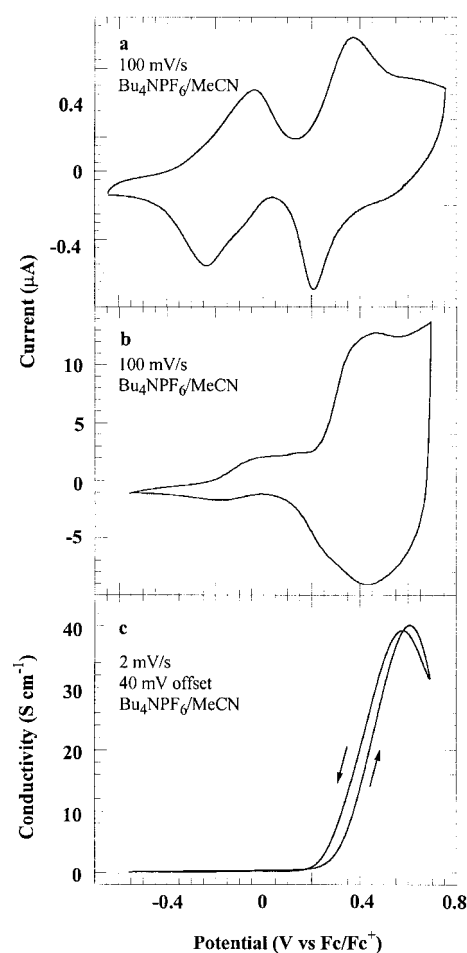 a
100 mV/s
Bu4NPF6/MeCN
0.4
0
-0.4
Current (μA)
b
100 mV/s
Bu4NPF6/MeCN
10
5
0
-5
c
2 mV/s
40 mV offset
Bu4NPF6/MeCN
40
30
20
10
0
Conductivity (S cm-1)
-0.4
0
0.4
0.8
Potential (V vs Fc/Fc+)